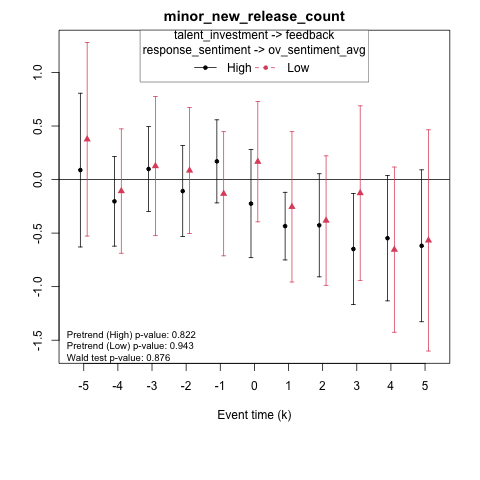 minor_new_release_count
talent_investment -> feedback
response_sentiment -> ov_sentiment_avg
High Low
1.0
0.5
0.0
-0.5
-1.0
-1.5
Pretrend (High) p-value: 0.822
Pretrend (Low) p-value: 0.943
Wald test p-value: 0.876
-5 -4 -3 -2 -1 0 1 2 3 4 5
Event time (k)